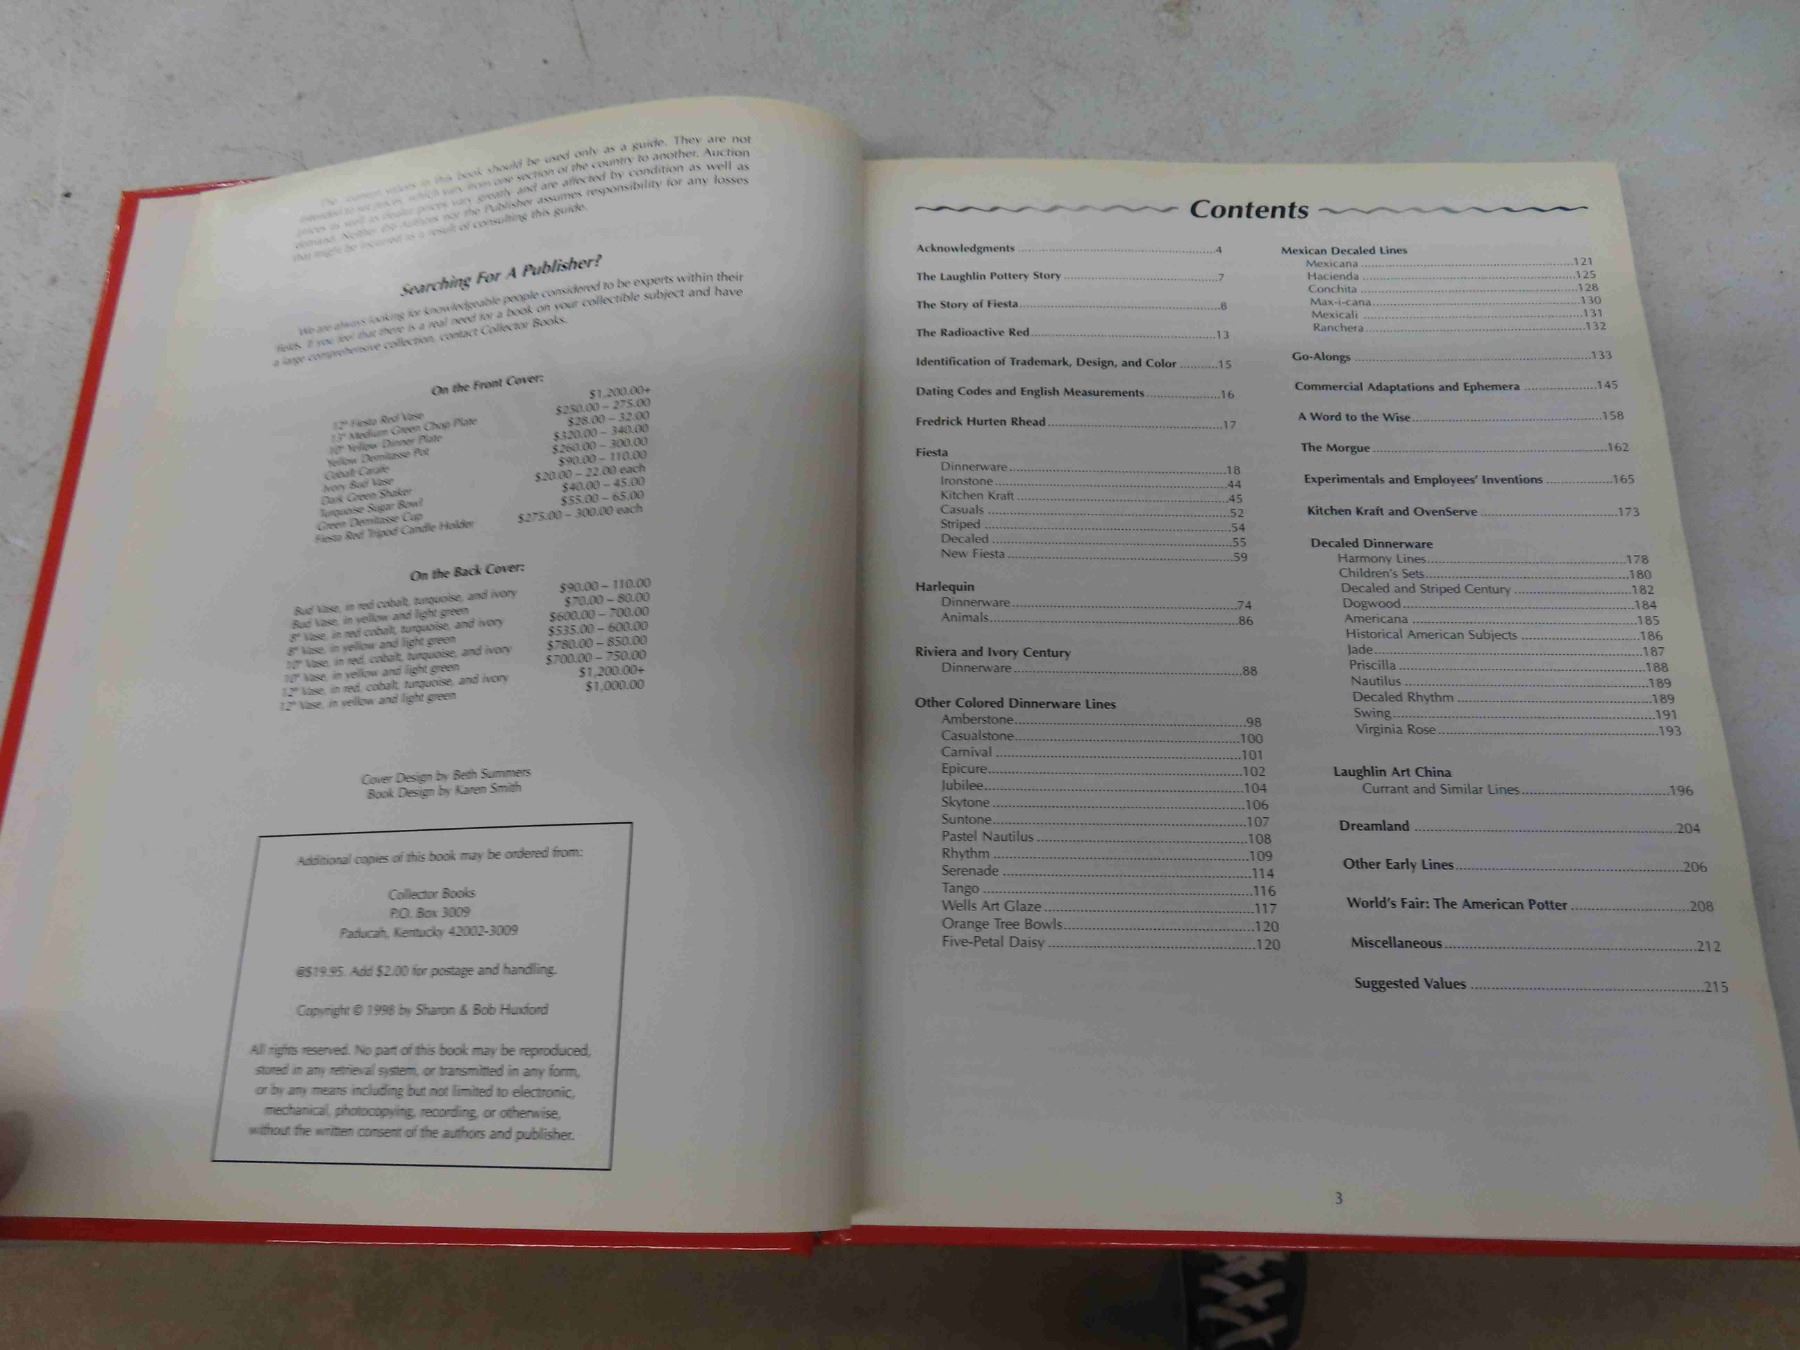 The current values in this book should be used only as a guide. They are not
intended to set prices, which vary from one section of the country to another. Auction
prices as well as dealer prices vary greatly and are affected by condition as well as
demand. Neither the Authors nor the Publisher assumes responsibility for any losses
that might be incurred as a result of consulting this guide.
Searching For A Publisher?
We are always looking for knowledgeable people considered to be experts within their
fields. If you feel that there is a real need for a book on your collectible subject and have
a large comprehensive collection, contact Collector Books.
On the Front Cover:
12" Fiesta Red Vase $1,200.00+
13" Medium Green Chop Plate $250.00 – 275.00
10" Yellow Dinner Plate $28.00 – 32.00
Yellow Demitasse Pot $320.00 – 340.00
Cobalt Carafe $260.00 – 300.00
Ivory Bud Vase $90.00 – 110.00
Dark Green Shaker $20.00 – 22.00 each
Turquoise Sugar Bowl $40.00 – 45.00
Green Demitasse Cup $55.00 – 65.00
Fiesta Red Tripod Candle Holder $275.00 – 300.00 each
On the Back Cover:
Bud Vase, in red cobalt, turquoise, and ivory $90.00 – 110.00
Bud Vase, in yellow and light green $70.00 – 80.00
8" Vase, in red cobalt, turquoise, and ivory $600.00 – 700.00
8" Vase, in yellow and light green $535.00 – 600.00
10" Vase, in red, cobalt, turquoise, and ivory $780.00 – 850.00
10" Vase, in yellow and light green $700.00 – 750.00
12" Vase, in red, cobalt, turquoise, and ivory $1,200.00+
12" Vase, in yellow and light green $1,000.00
Cover Design by Beth Summers
Book Design by Karen Smith
Additional copies of this book may be ordered from:
Collector Books
P.O. Box 3009
Paducah, Kentucky 42002-3009
@$19.95. Add $2.00 for postage and handling.
Copyright © 1998 by Sharon & Bob Huxford
All rights reserved. No part of this book may be reproduced,
stored in any retrieval system, or transmitted in any form,
or by any means including but not limited to electronic,
mechanical, photocopying, recording, or otherwise,
without the written consent of the authors and publisher.
Contents
Acknowledgments ........ 4
The Laughlin Pottery Story ........ 7
The Story of Fiesta ........ 8
The Radioactive Red ........ 13
Identification of Trademark, Design, and Color ........ 15
Dating Codes and English Measurements ........ 16
Fredrick Hurten Rhead ........ 17
Fiesta
Dinnerware ........ 18
Ironstone ........ 44
Kitchen Kraft ........ 45
Casuals ........ 52
Striped ........ 54
Decaled ........ 55
New Fiesta ........ 59
Harlequin
Dinnerware ........ 74
Animals ........ 86
Riviera and Ivory Century
Dinnerware ........ 88
Other Colored Dinnerware Lines
Amberstone ........ 98
Casualstone ........ 100
Carnival ........ 101
Epicure ........ 102
Jubilee ........ 104
Skytone ........ 106
Suntone ........ 107
Pastel Nautilus ........ 108
Rhythm ........ 109
Serenade ........ 114
Tango ........ 116
Wells Art Glaze ........ 117
Orange Tree Bowls ........ 120
Five-Petal Daisy ........ 120
Mexican Decaled Lines
Mexicana ........ 121
Hacienda ........ 125
Conchita ........ 128
Max-i-cana ........ 130
Mexicali ........ 131
Ranchera ........ 132
Go-Alongs ........ 133
Commercial Adaptations and Ephemera ........ 145
A Word to the Wise ........ 158
The Morgue ........ 162
Experimentals and Employees' Inventions ........ 165
Kitchen Kraft and OvenServe ........ 173
Decaled Dinnerware
Harmony Lines ........ 178
Children's Sets ........ 180
Decaled and Striped Century ........ 182
Dogwood ........ 184
Americana ........ 185
Historical American Subjects ........ 186
Jade ........ 187
Priscilla ........ 188
Nautilus ........ 189
Decaled Rhythm ........ 189
Swing ........ 191
Virginia Rose ........ 193
Laughlin Art China
Currant and Similar Lines ........ 196
Dreamland ........ 204
Other Early Lines ........ 206
World's Fair: The American Potter ........ 208
Miscellaneous ........ 212
Suggested Values ........ 215
3